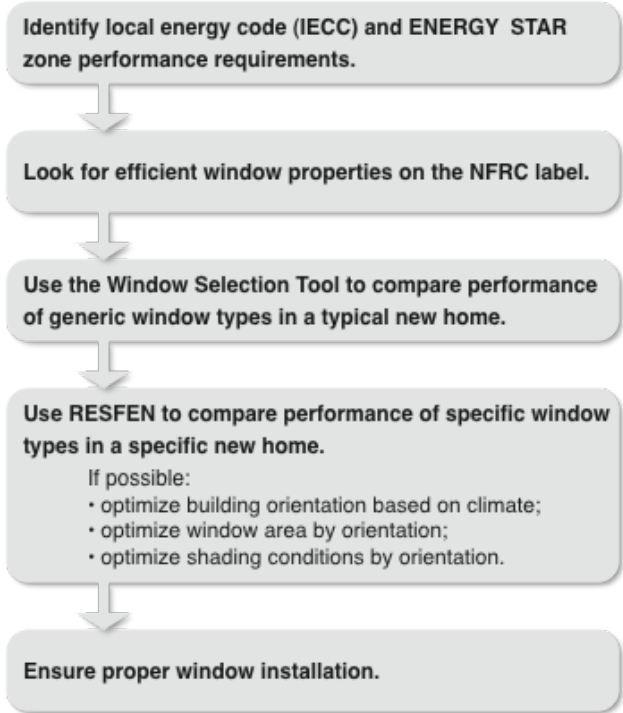 Identify local energy code (IECC) and ENERGY STAR
zone performance requirements.
Look for efficient window properties on the NFRC label.
Use the Window Selection Tool to compare performance
of generic window types in a typical new home.
Use RESFEN to compare performance of specific window
types in a specific new home.
If possible:
• optimize building orientation based on climate;
• optimize window area by orientation;
• optimize shading conditions by orientation.
Ensure proper window installation.